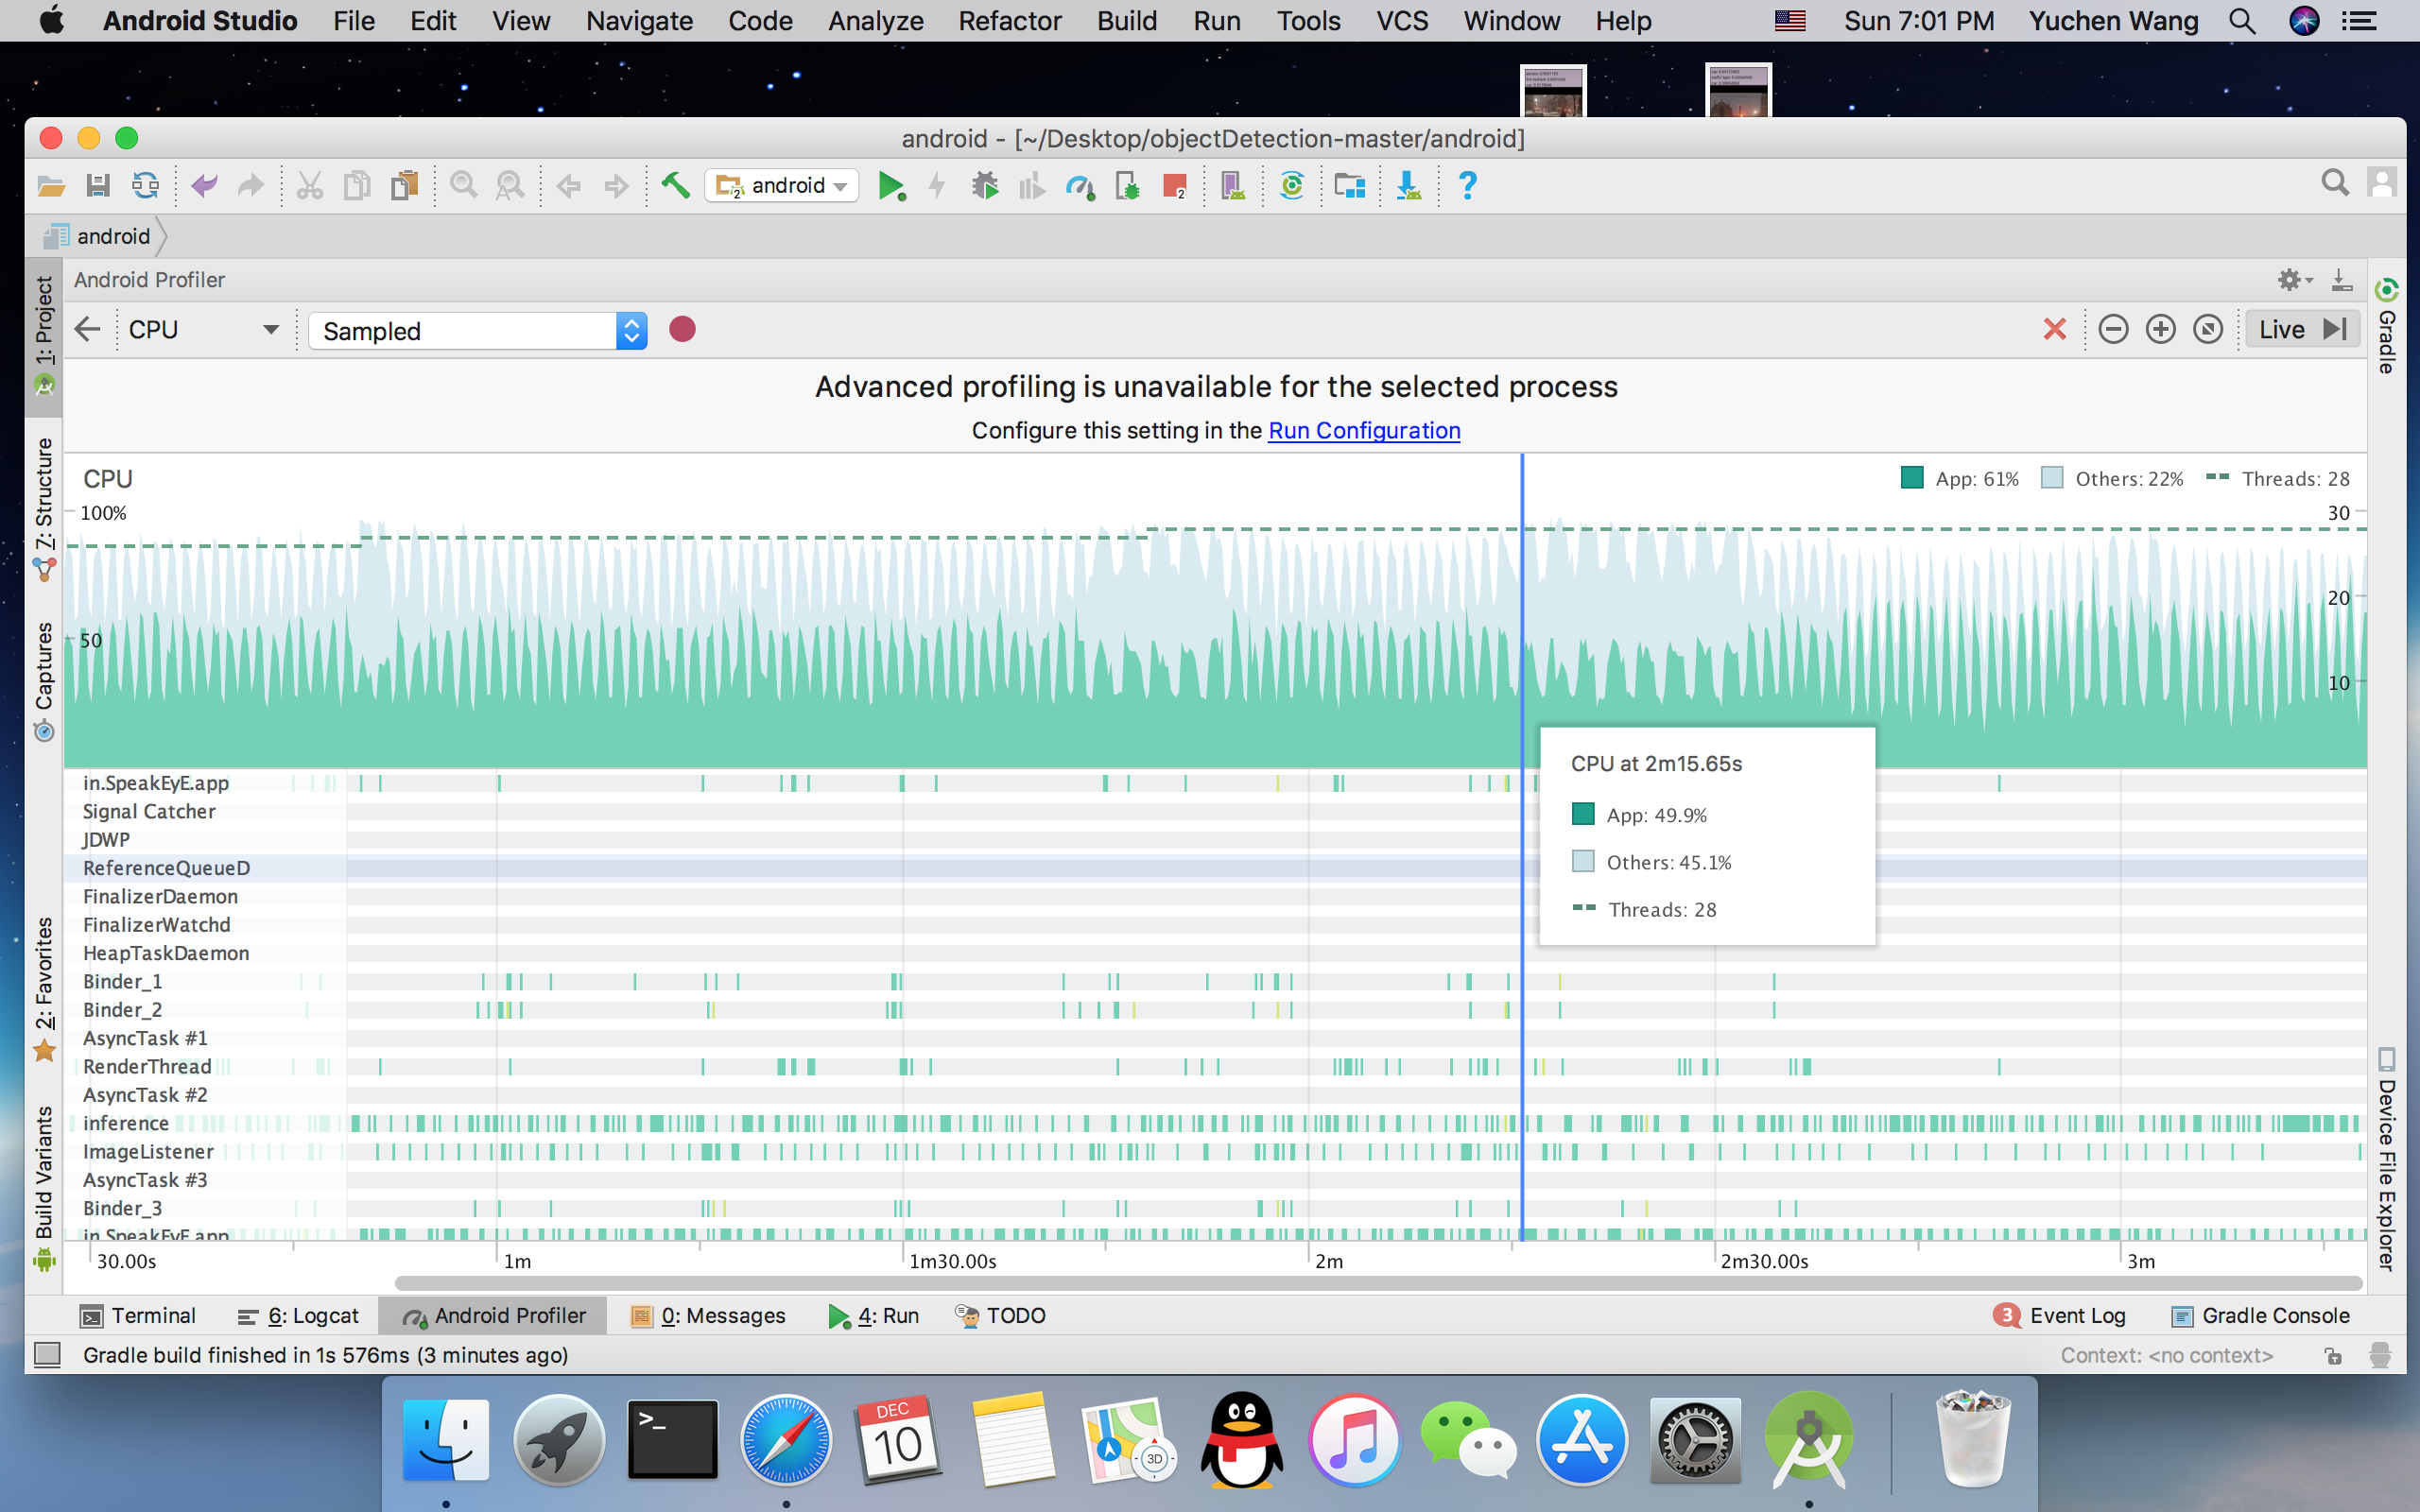 Android Studio File Edit View Navigate Code Analyze Refactor Build Run Tools VCS Window Help Sun 7:01 PM Yuchen Wang
android - [~/Desktop/objectDetection-master/android]
2 android 2 ?
android
Android Profiler
CPU Sampled Live
Advanced profiling is unavailable for the selected process
Configure this setting in the Run Configuration
CPU App: 61% Others: 22% Threads: 28
100% 30
20
50
10
CPU at 2m15.65s
App: 49.9%
Others: 45.1%
Threads: 28
in.SpeakEyE.app
Signal Catcher
JDWP
ReferenceQueueD
FinalizerDaemon
FinalizerWatchd
HeapTaskDaemon
Binder_1
Binder_2
AsyncTask #1
RenderThread
AsyncTask #2
inference
ImageListener
AsyncTask #3
Binder_3
in.SpeakEyE.app
30.00s 1m 1m30.00s 2m 2m30.00s 3m
1: Project
7: Structure
Captures
2: Favorites
Build Variants
Gradle
Device File Explorer
Terminal 6: Logcat Android Profiler 0: Messages 4: Run TODO 3 Event Log Gradle Console
Gradle build finished in 1s 576ms (3 minutes ago) Context: <no context>
>_ DEC
10 3D